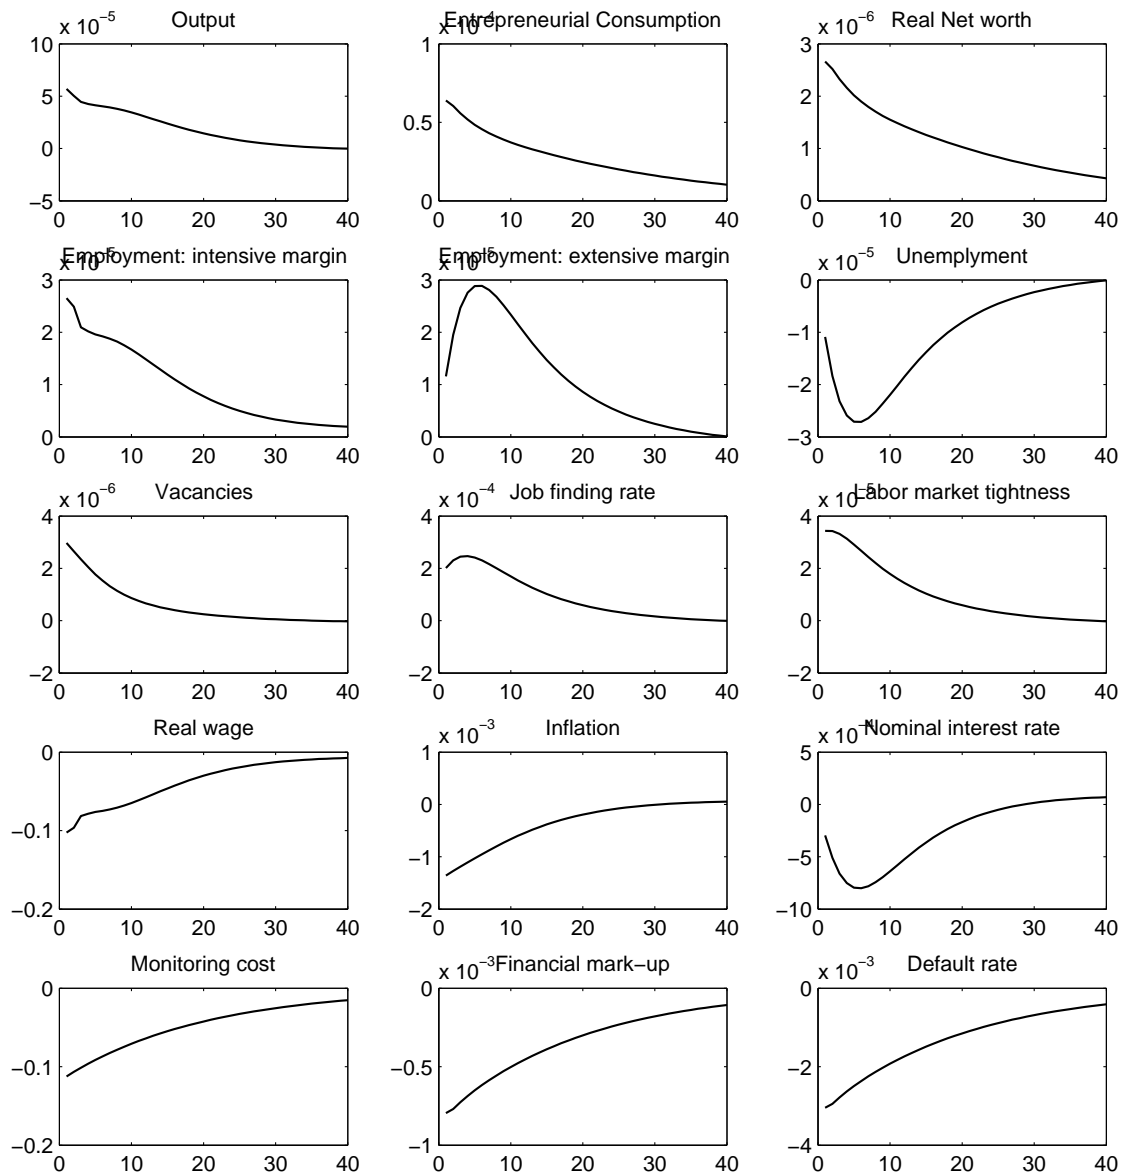 Output
x 10−5
10
5
0
−5
0 10 20 30 40
Entrepreneurial Consumption
x 10−4
1
0.5
0
0 10 20 30 40
Real Net worth
x 10−6
3
2
1
0
0 10 20 30 40
Employment: intensive margin
x 10−5
3
2
1
0
0 10 20 30 40
Employment: extensive margin
x 10−5
3
2
1
0
0 10 20 30 40
Unemplyment
x 10−5
0
−1
−2
−3
0 10 20 30 40
Vacancies
x 10−6
4
2
0
−2
0 10 20 30 40
Job finding rate
x 10−4
4
2
0
−2
0 10 20 30 40
Labor market tightness
x 10−5
4
2
0
−2
0 10 20 30 40
Real wage
0
−0.1
−0.2
0 10 20 30 40
Inflation
x 10−3
1
0
−1
−2
0 10 20 30 40
Nominal interest rate
x 10
5
0
−5
−10
0 10 20 30 40
Monitoring cost
0
−0.1
−0.2
0 10 20 30 40
Financial mark−up
x 10−3
0
−0.5
−1
0 10 20 30 40
Default rate
x 10−3
0
−2
−4
0 10 20 30 40